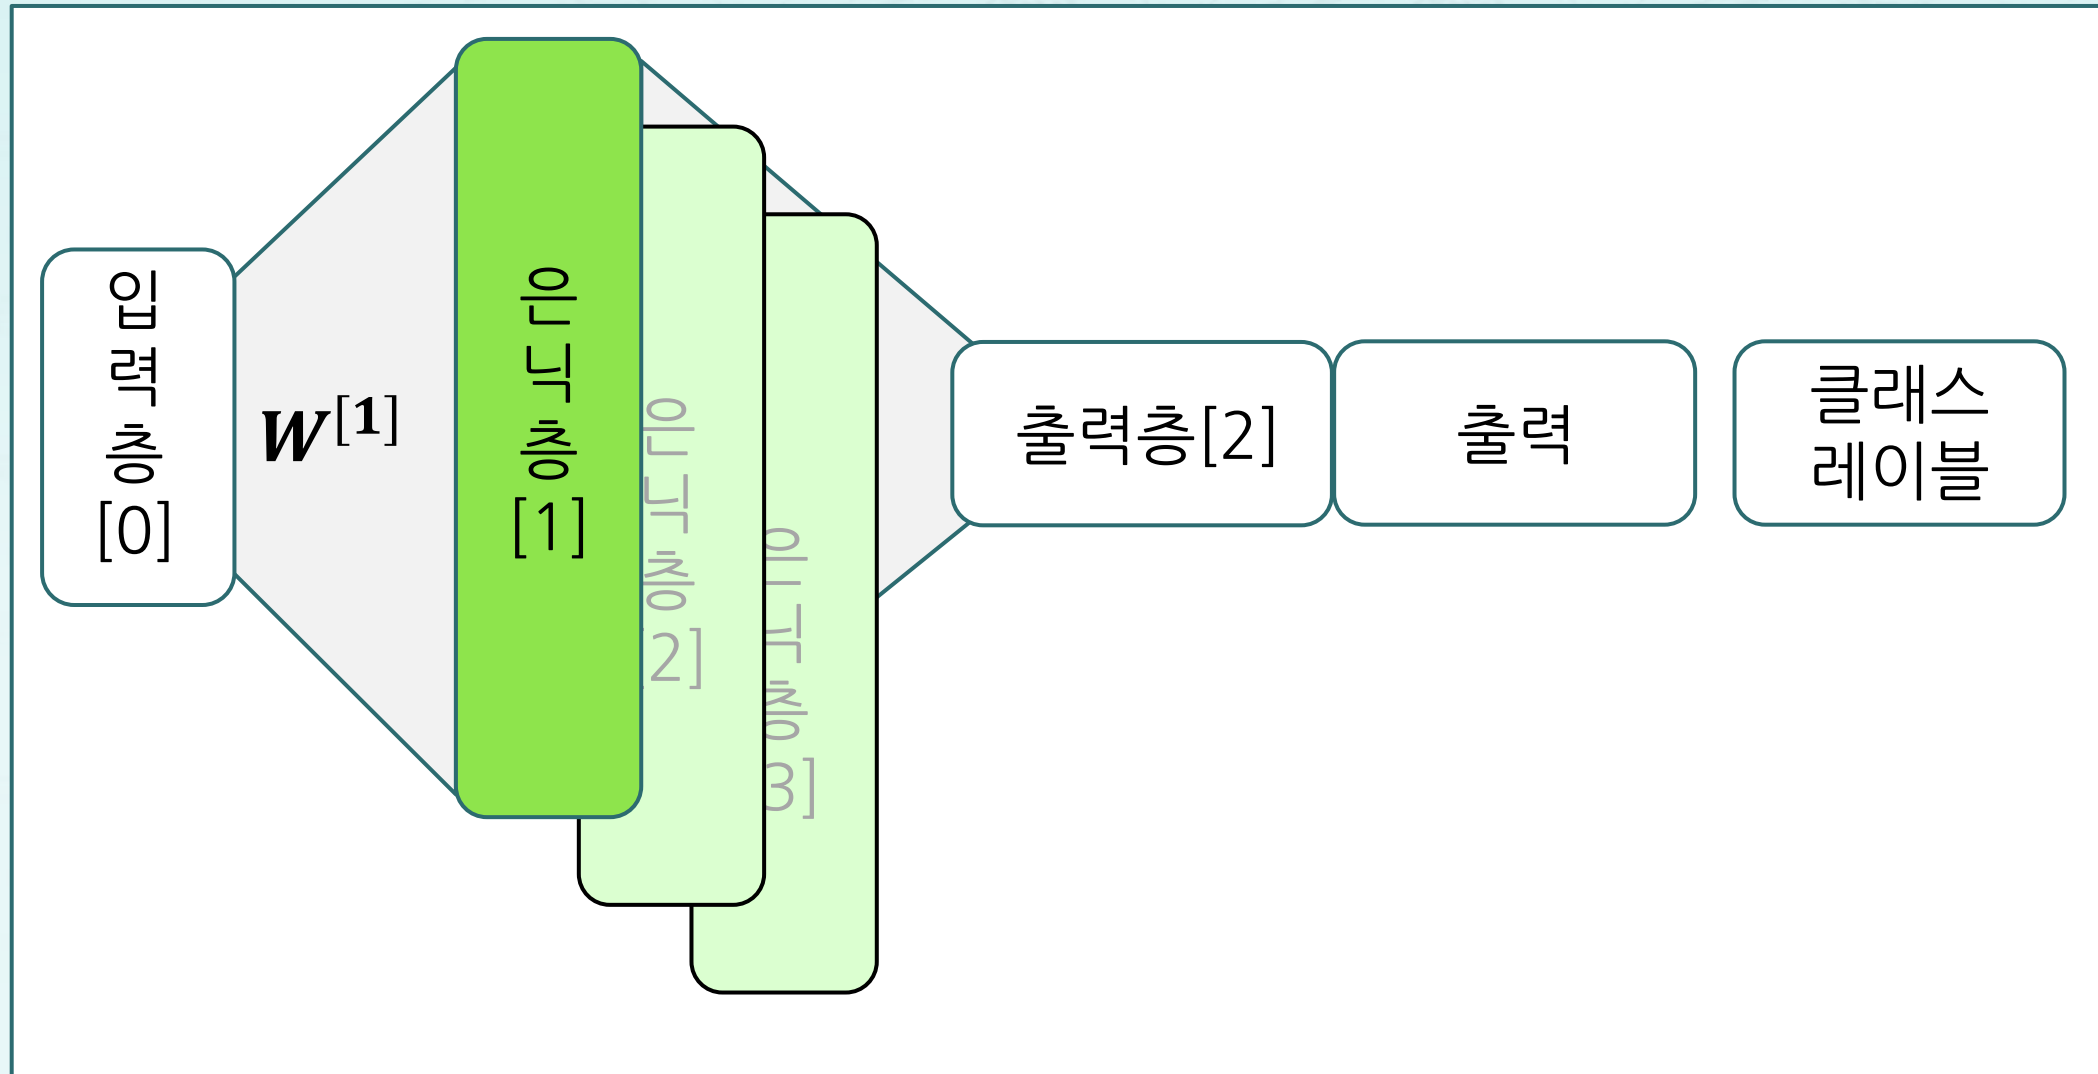 입
력
층
[0]
W[1]
은
닉
층
[1]
은
닉
층
2]
은
닉
층
3]
출력층[2]
출력
클래스
레이블